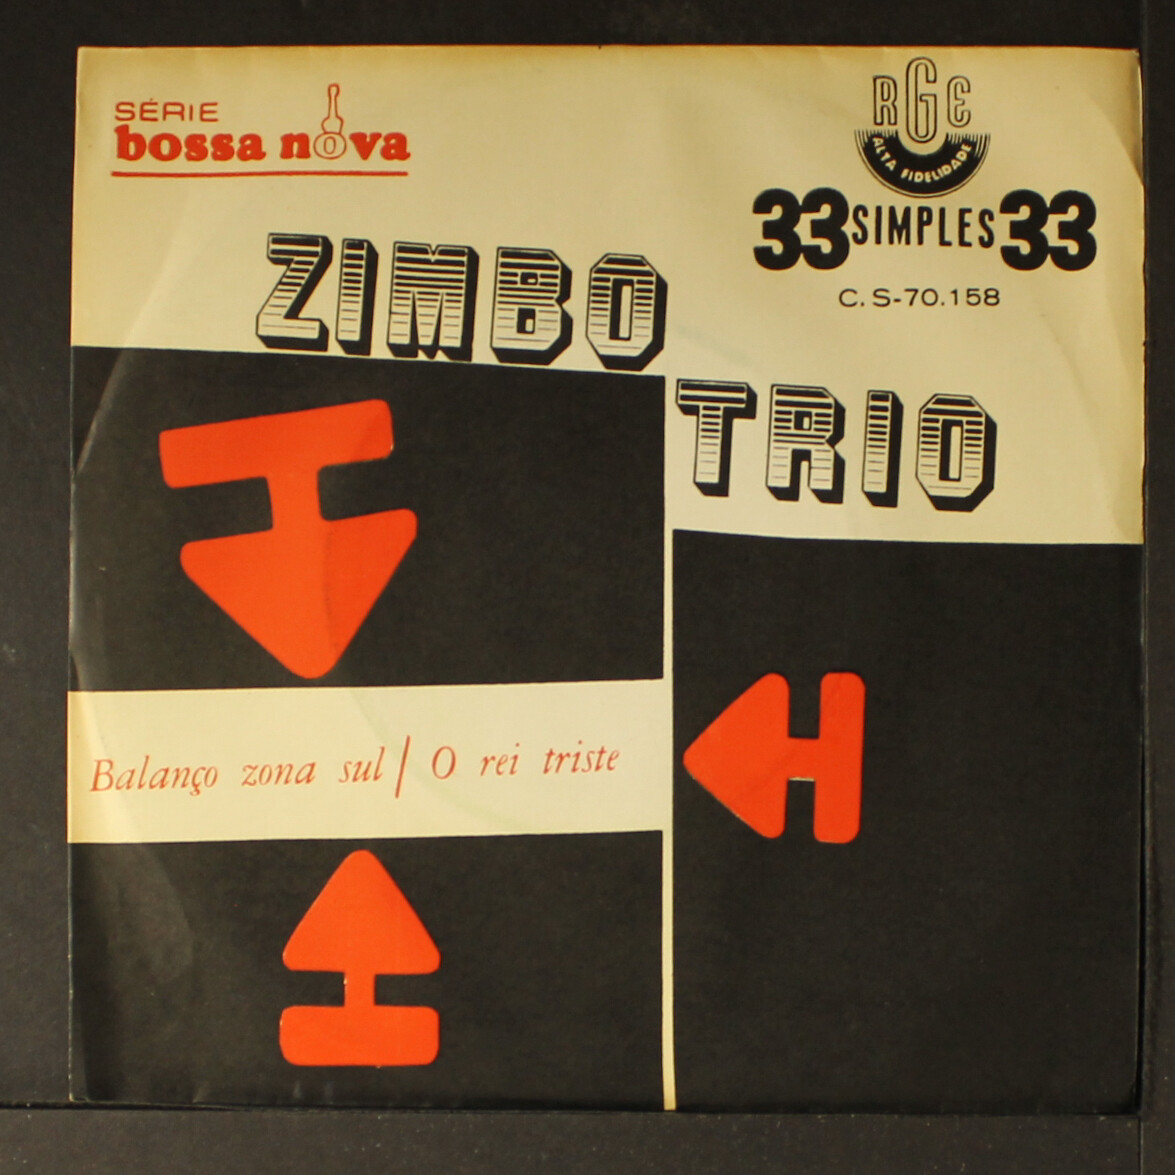 SÉRIE
bossa nova
RGE
ALTA FIDELIDADE
33 SIMPLES 33
C. S-70.158
ZIMBO
TRIO
Balanço zona sul / O rei triste